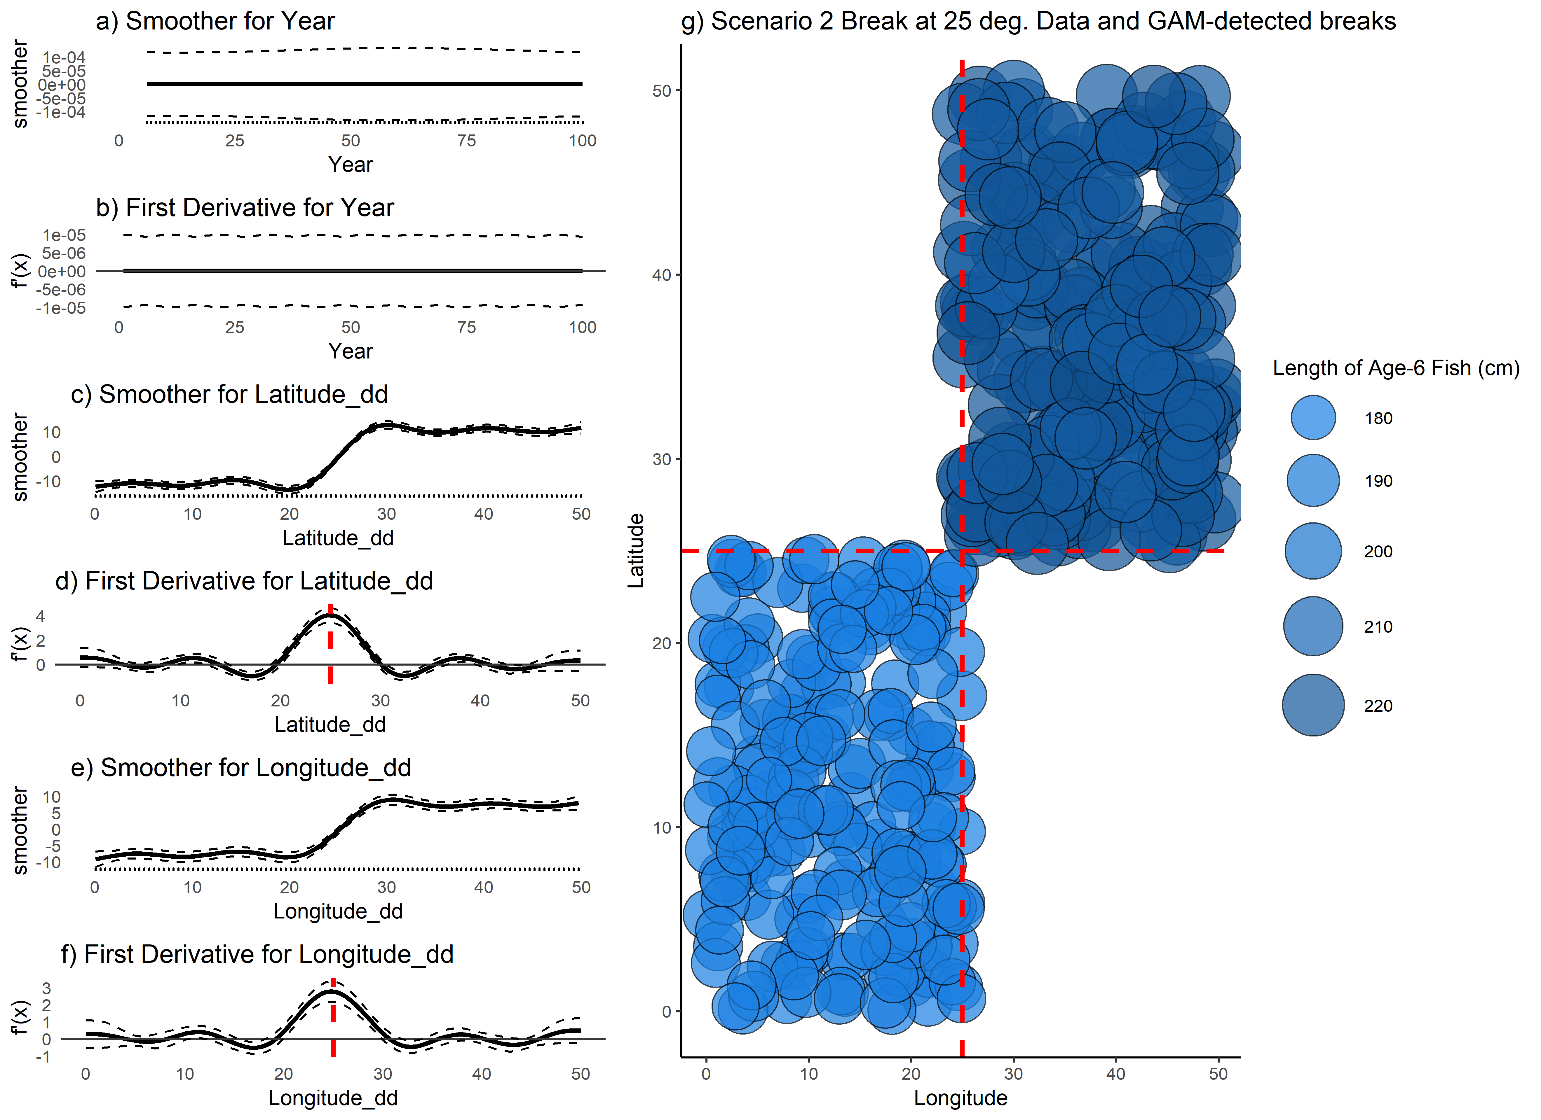 a) Smoother for Year
smoother
1e-04
5e-05
0e+00
-5e-05
-1e-04
0 25 50 75 100
Year
b) First Derivative for Year
f'(x)
1e-05
5e-06
0e+00
-5e-06
-1e-05
0 25 50 75 100
Year
c) Smoother for Latitude_dd
smoother
10
0
-10
0 10 20 30 40 50
Latitude_dd
d) First Derivative for Latitude_dd
f'(x)
4
2
0
0 10 20 30 40 50
Latitude_dd
e) Smoother for Longitude_dd
smoother
10
5
0
-5
-10
0 10 20 30 40 50
Longitude_dd
f) First Derivative for Longitude_dd
f'(x)
3
2
1
0
-1
0 10 20 30 40 50
Longitude_dd
g) Scenario 2 Break at 25 deg. Data and GAM-detected breaks
Latitude
50
40
30
20
10
0
0 10 20 30 40 50
Longitude
Length of Age-6 Fish (cm)
180
190
200
210
220